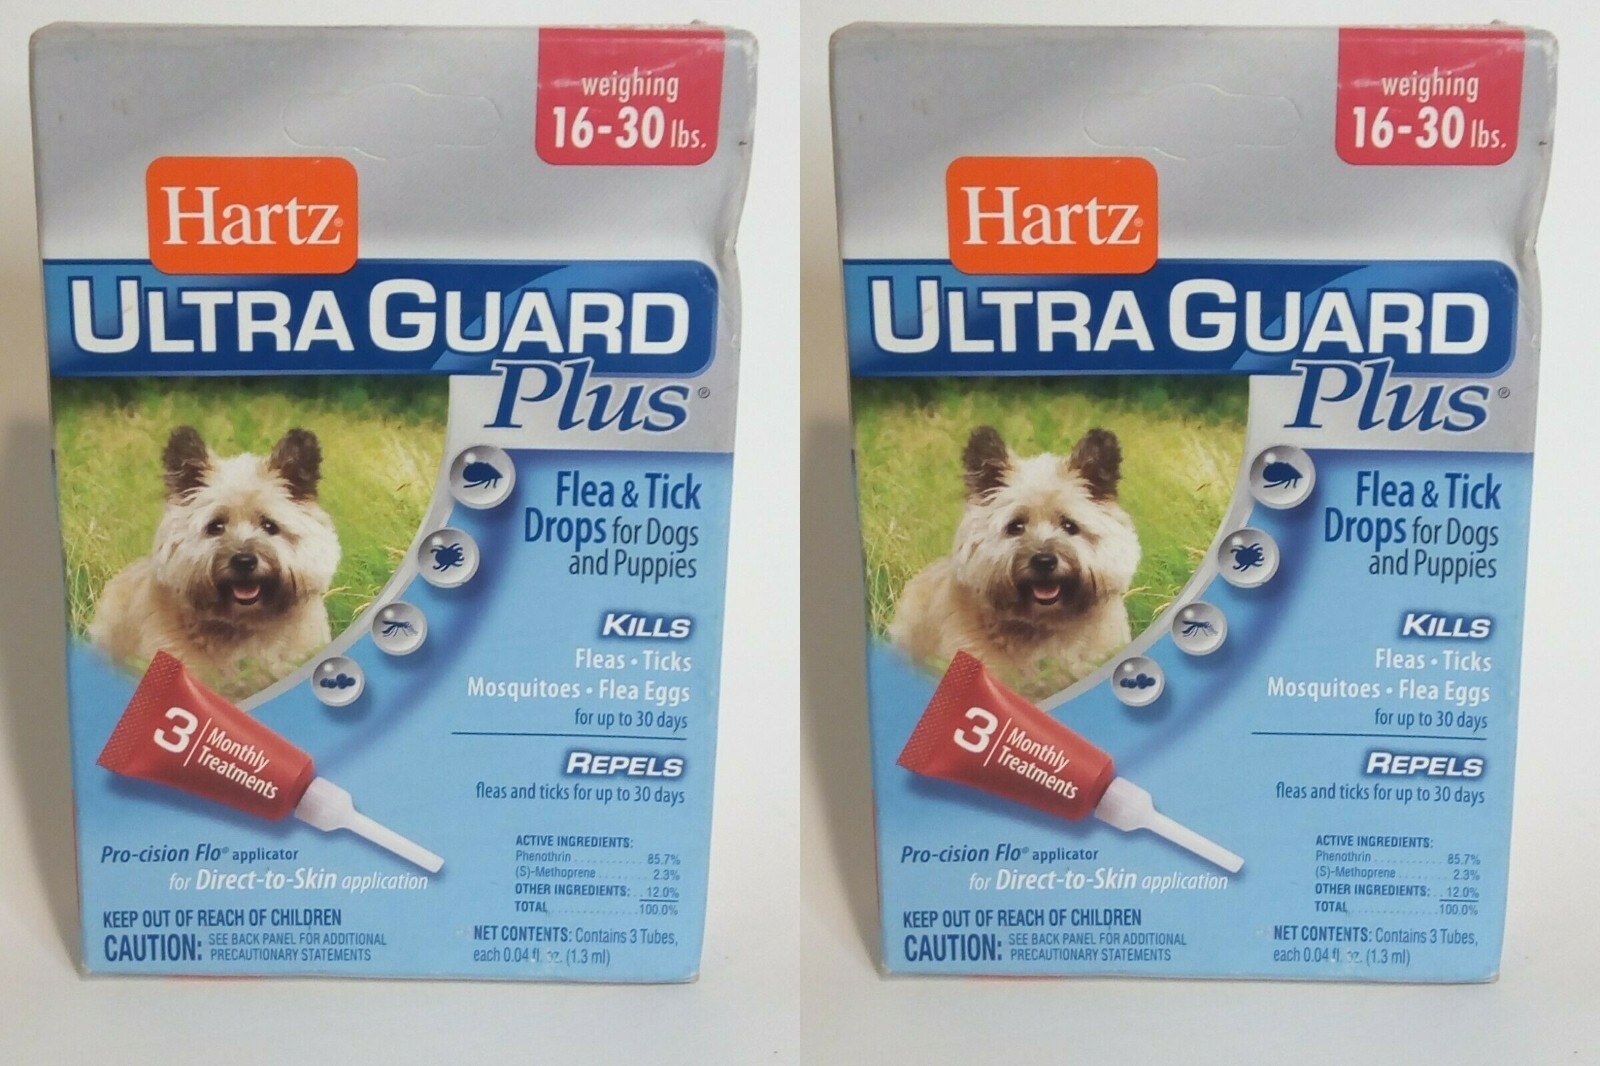 weighing
16-30 lbs.
Hartz®
ULTRA GUARD
Plus®
Flea & Tick
Drops for Dogs
and Puppies
KILLS
Fleas • Ticks
Mosquitoes • Flea Eggs
for up to 30 days
REPELS
fleas and ticks for up to 30 days
3 Monthly
Treatments
Pro-cision Flo® applicator
for Direct-to-Skin application
KEEP OUT OF REACH OF CHILDREN
CAUTION: SEE BACK PANEL FOR ADDITIONAL
PRECAUTIONARY STATEMENTS
ACTIVE INGREDIENTS:
Phenothrin 85.7%
(S)-Methoprene 2.3%
OTHER INGREDIENTS: 12.0%
TOTAL 100.0%
NET CONTENTS: Contains 3 Tubes,
each 0.04 fl. oz. (1.3 ml)
weighing
16-30 lbs.
Hartz®
ULTRA GUARD
Plus®
Flea & Tick
Drops for Dogs
and Puppies
KILLS
Fleas • Ticks
Mosquitoes • Flea Eggs
for up to 30 days
REPELS
fleas and ticks for up to 30 days
3 Monthly
Treatments
Pro-cision Flo® applicator
for Direct-to-Skin application
KEEP OUT OF REACH OF CHILDREN
CAUTION: SEE BACK PANEL FOR ADDITIONAL
PRECAUTIONARY STATEMENTS
ACTIVE INGREDIENTS:
Phenothrin 85.7%
(S)-Methoprene 2.3%
OTHER INGREDIENTS: 12.0%
TOTAL 100.0%
NET CONTENTS: Contains 3 Tubes,
each 0.04 fl. oz. (1.3 ml)